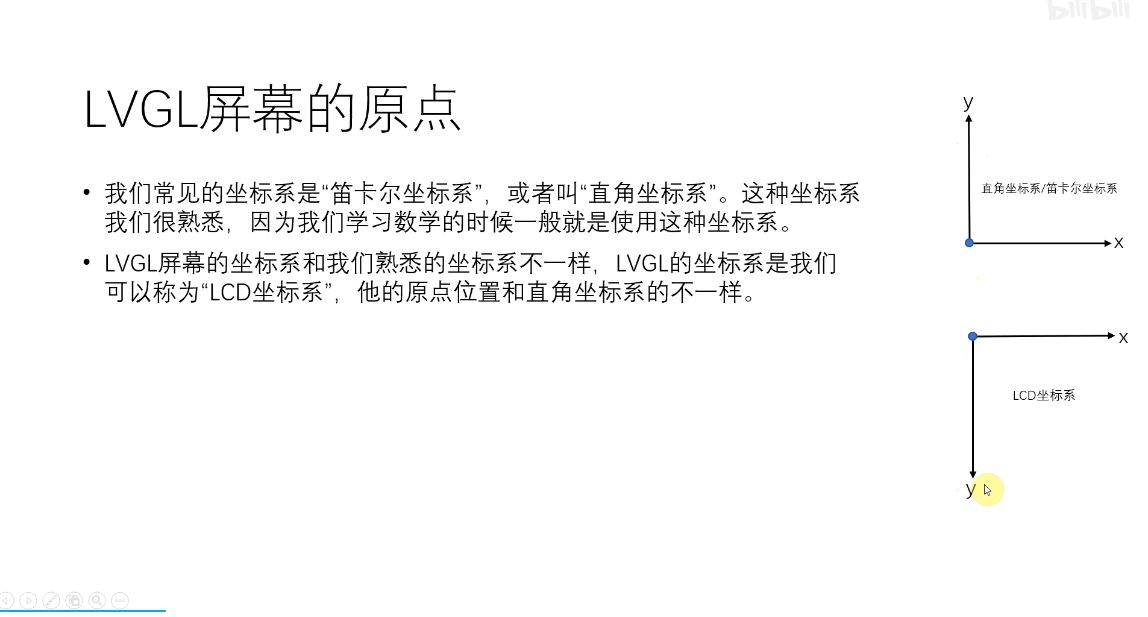 bilibili
LVGL屏幕的原点
• 我们常见的坐标系是“笛卡尔坐标系”，或者叫“直角坐标系”。这种坐标系
我们很熟悉，因为我们学习数学的时候一般就是使用这种坐标系。
• LVGL屏幕的坐标系和我们熟悉的坐标系不一样，LVGL的坐标系是我们
可以称为“LCD坐标系”，他的原点位置和直角坐标系的不一样。
y
直角坐标系/笛卡尔坐标系
x
x
LCD坐标系
y